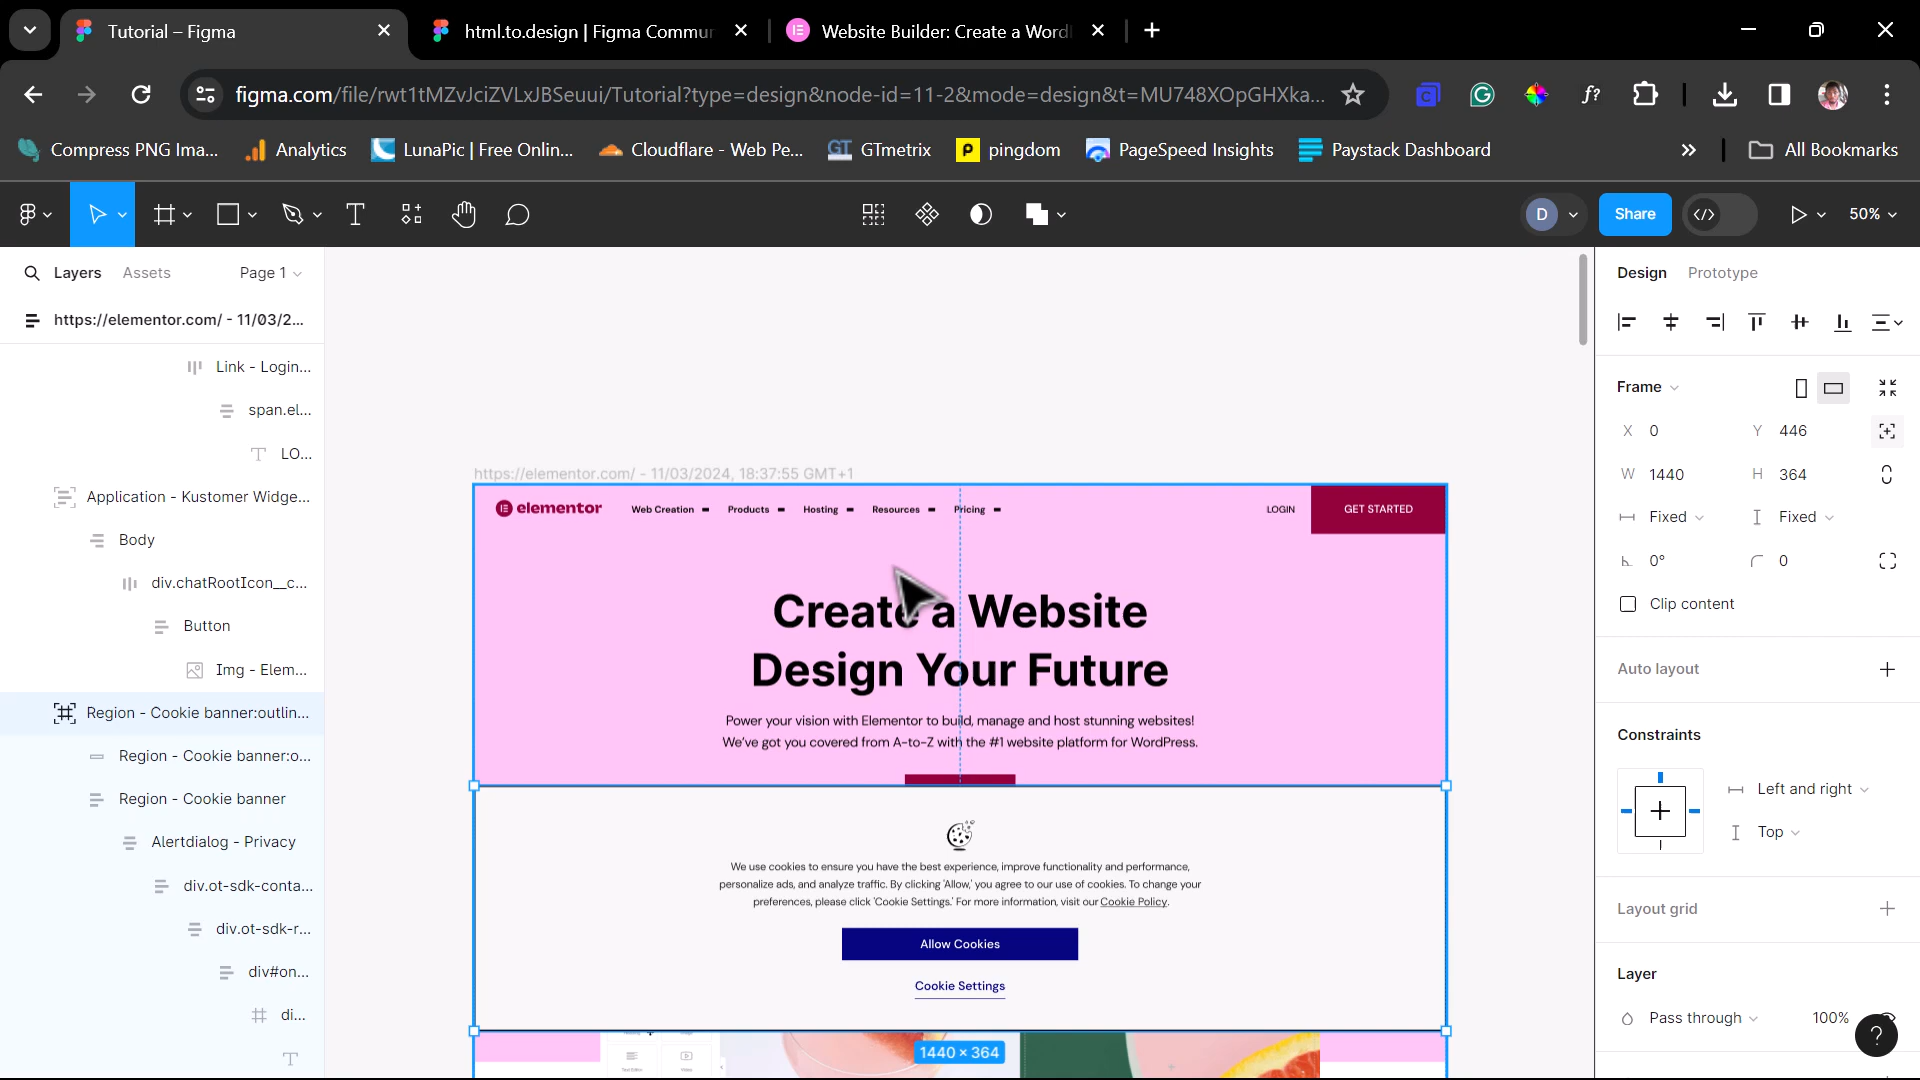 Tutorial – Figma
html.to.design | Figma Commun
Website Builder: Create a Word
figma.com/file/rwt1tMZvJciZVLxJBSeuui/Tutorial?type=design&node-id=11-2&mode=design&t=MU748XOpGHXka...
Compress PNG Ima...
Analytics
LunaPic | Free Onlin...
Cloudflare - Web Pe...
GTmetrix
pingdom
PageSpeed Insights
Paystack Dashboard
All Bookmarks
D
Share
50%
Layers
Assets
Page 1
Design
Prototype
https://elementor.com/ - 11/03/2...
Link - Login...
span.el...
LO...
Application - Kustomer Widge...
Body
div.chatRootIcon__c...
Button
Img - Elem...
Region - Cookie banner:outlin...
Region - Cookie banner:o...
Region - Cookie banner
Alertdialog - Privacy
div.ot-sdk-conta...
div.ot-sdk-r...
div#on...
di...
https://elementor.com/ - 11/03/2024, 18:37:55 GMT+1
elementor
Web Creation
Products
Hosting
Resources
Pricing
LOGIN
GET STARTED
Create a Website
Design Your Future
Power your vision with Elementor to build, manage and host stunning websites!
We've got you covered from A-to-Z with the #1 website platform for WordPress.
We use cookies to ensure you have the best experience, improve functionality and performance,
personalize ads, and analyze traffic. By clicking 'Allow,' you agree to our use of cookies. To change your
preferences, please click 'Cookie Settings.' For more information, visit our Cookie Policy.
Allow Cookies
Cookie Settings
1440 × 364
Frame
X 0
Y 446
W 1440
H 364
Fixed
Fixed
0°
0
Clip content
Auto layout
Constraints
Left and right
Top
Layout grid
Layer
Pass through
100%
?